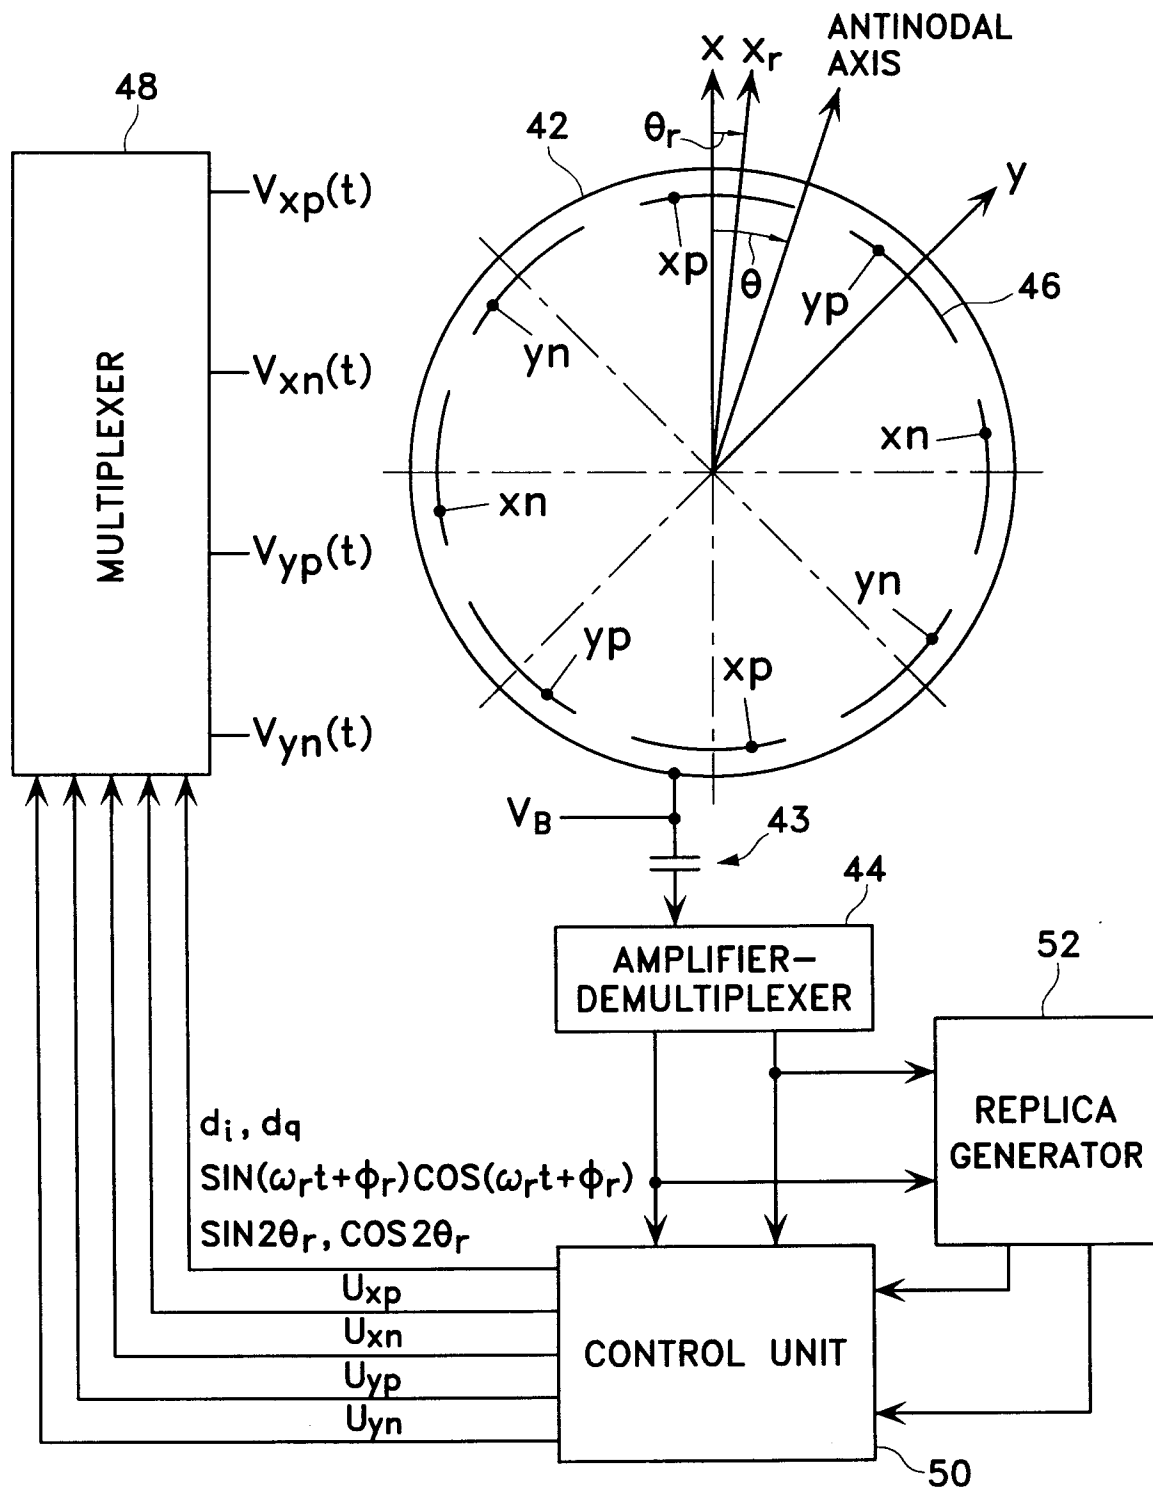 ANTINODAL
AXIS
x
xr
48
42
θr
y
Vxp(t)
xp
θ
yp
46
yn
Vxn(t)
xn
MULTIPLEXER
xn
Vyp(t)
yn
yp
xp
Vyn(t)
VB
43
44
AMPLIFIER-
DEMULTIPLEXER
52
REPLICA
GENERATOR
di, dq
SIN(ωrt+ϕr)COS(ωrt+ϕr)
SIN2θr, COS2θr
Uxp
Uxn
CONTROL UNIT
Uyp
Uyn
50